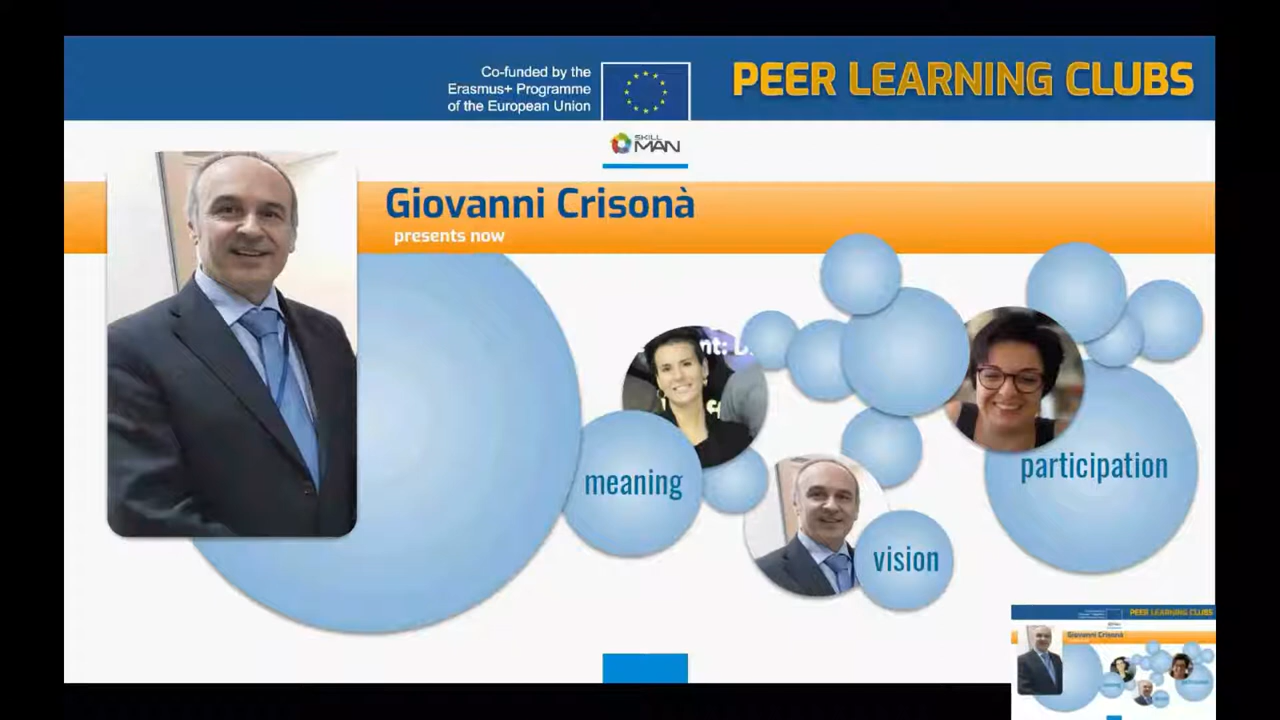 Co-funded by the
Erasmus+ Programme
of the European Union
PEER LEARNING CLUBS
SKILL
MAN
Giovanni Crisonà
presents now
nt:
meaning
participation
vision
PEER LEARNING CLUBS
Giovanni Crisonà